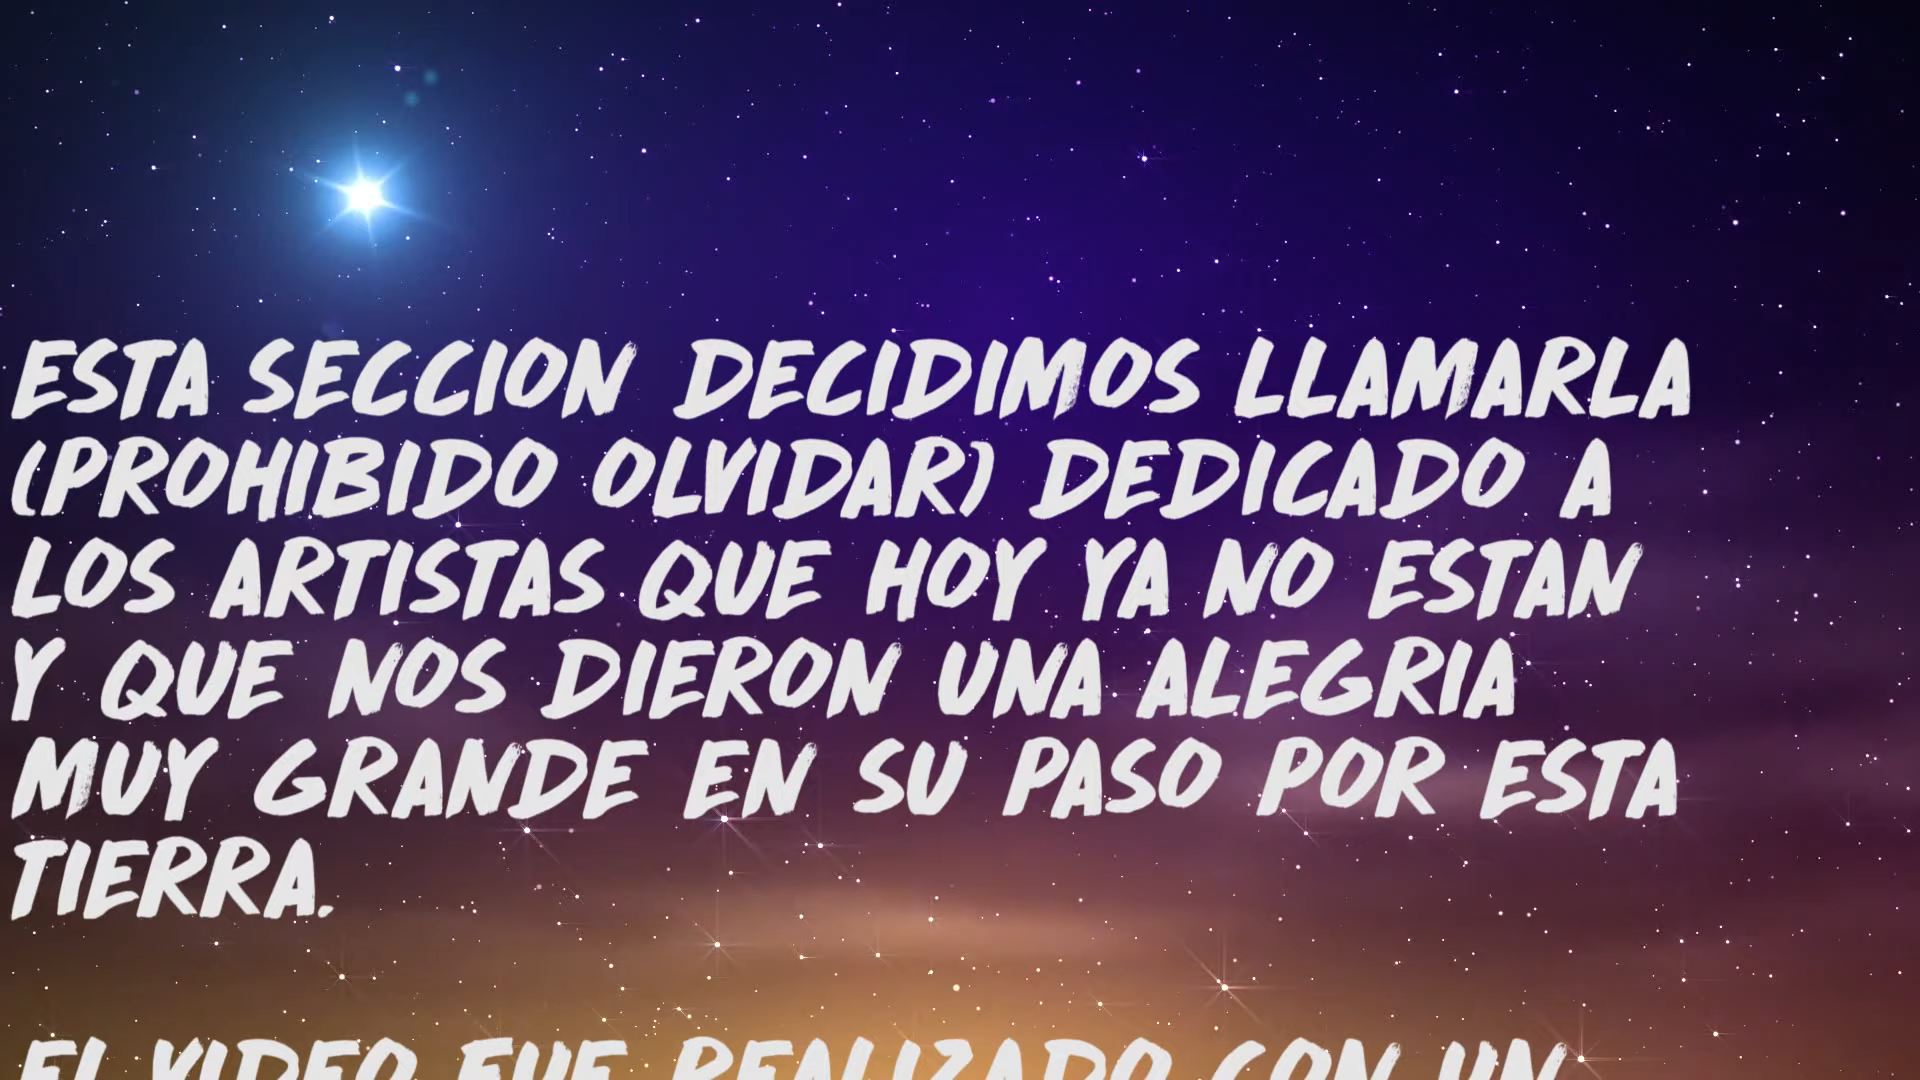 ESTA SECCION DECIDIMOS LLAMARLA
(PROHIBIDO OLVIDAR) DEDICADO A
LOS ARTISTAS QUE HOY YA NO ESTAN
Y QUE NOS DIERON UNA ALEGRIA
MUY GRANDE EN SU PASO POR ESTA
TIERRA.
EL VIDEO FUE REALIZADO CON UN